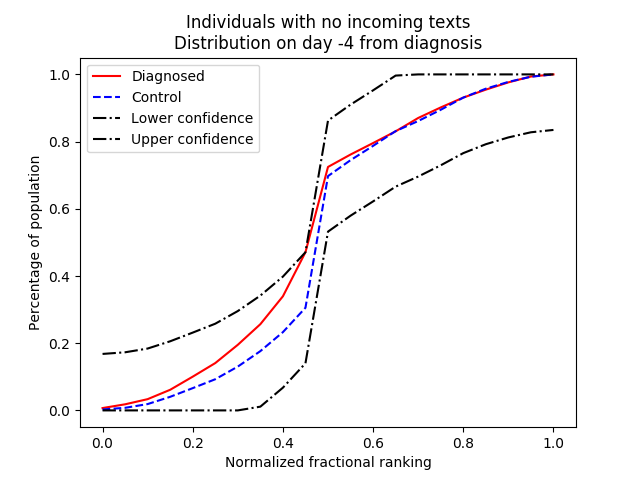 Individuals with no incoming texts
Distribution on day -4 from diagnosis
Diagnosed
Control
Lower confidence
Upper confidence
Percentage of population
1.0
0.8
0.6
0.4
0.2
0.0
0.0 0.2 0.4 0.6 0.8 1.0
Normalized fractional ranking